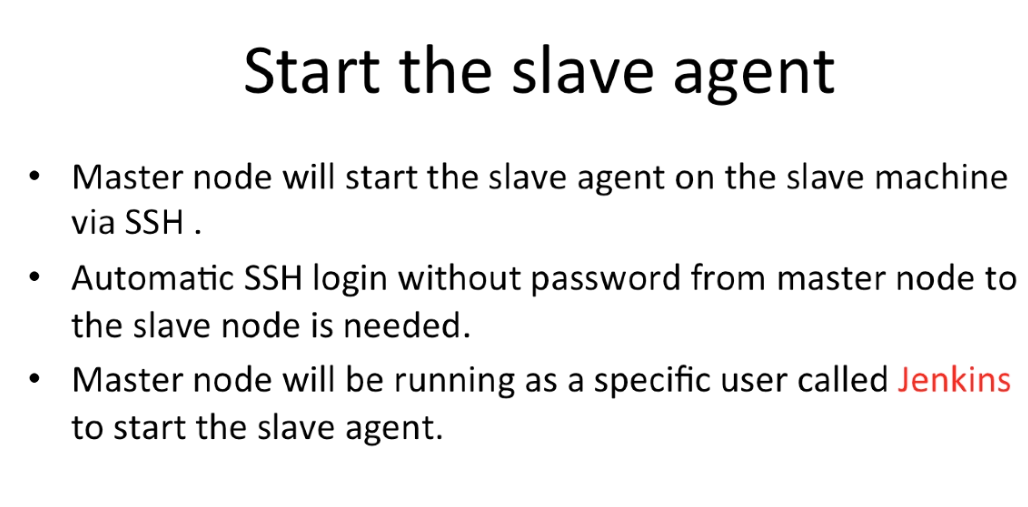 Start the slave agent
• Master node will start the slave agent on the slave machine
via SSH .
• Automatic SSH login without password from master node to
the slave node is needed.
• Master node will be running as a specific user called Jenkins
to start the slave agent.